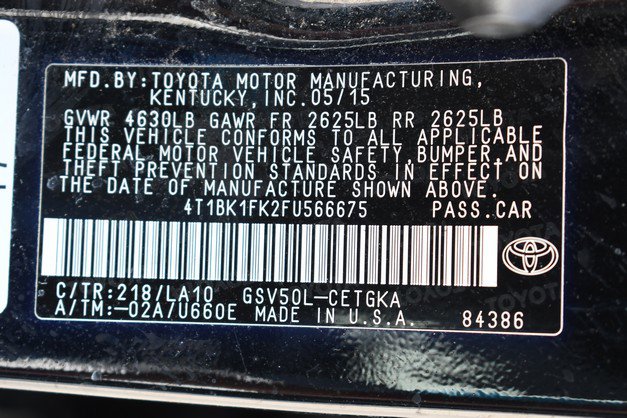 MFD.BY:TOYOTA MOTOR MANUFACTURING,
KENTUCKY, INC. 05/15
GVWR 4630LB GAWR FR 2625LB RR 2625LB
THIS VEHICLE CONFORMS TO ALL APPLICABLE
FEDERAL MOTOR VEHICLE SAFETY,BUMPER,AND
THEFT PREVENTION STANDARDS IN EFFECT ON
THE DATE OF MANUFACTURE SHOWN ABOVE.
4T1BK1FK2FU566675 PASS.CAR
C/TR:218/LA10 GSV50L-CETGKA
A/TM:-02A/U660E MADE IN U.S.A. 84386